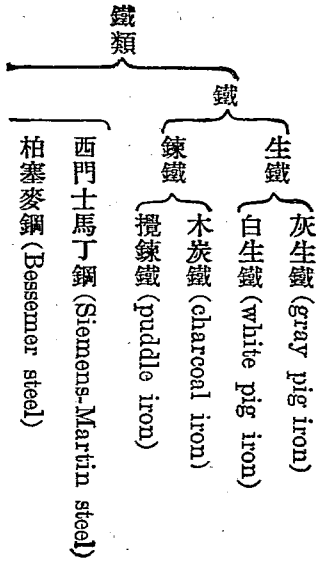 鐵類
鐵
生鐵
灰生鐵 (gray pig iron)
白生鐵 (white pig iron)
鍊鐵
木炭鐵 (charcoal iron)
攪鍊鐵 (puddle iron)
西門士馬丁鋼 (Siemens-Martin steel)
柏塞麥鋼 (Bessemer steel)